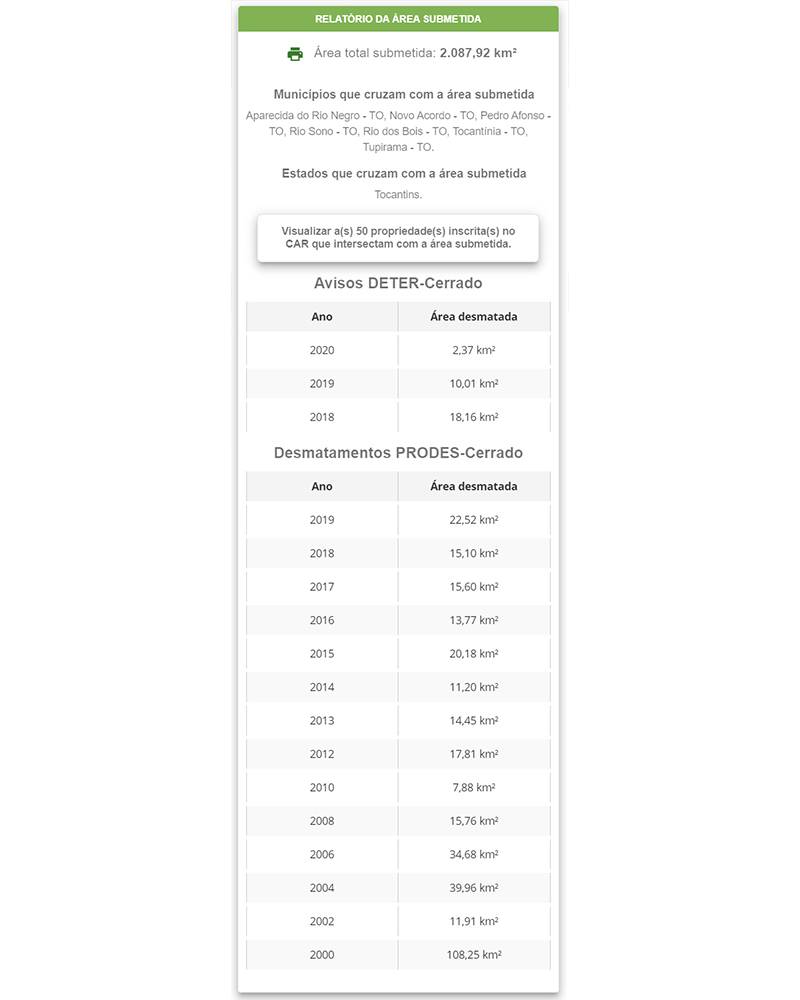 RELATÓRIO DA ÁREA SUBMETIDA
Área total submetida: 2.087,92 km²
Municípios que cruzam com a área submetida
Aparecida do Rio Negro - TO, Novo Acordo - TO, Pedro Afonso -
TO, Rio Sono - TO, Rio dos Bois - TO, Tocantínia - TO,
Tupirama - TO.
Estados que cruzam com a área submetida
Tocantins.
Visualizar a(s) 50 propriedade(s) inscrita(s) no
CAR que intersectam com a área submetida.
Avisos DETER-Cerrado
Ano Área desmatada
2020 2,37 km²
2019 10,01 km²
2018 18,16 km²
Desmatamentos PRODES-Cerrado
Ano Área desmatada
2019 22,52 km²
2018 15,10 km²
2017 15,60 km²
2016 13,77 km²
2015 20,18 km²
2014 11,20 km²
2013 14,45 km²
2012 17,81 km²
2010 7,88 km²
2008 15,76 km²
2006 34,68 km²
2004 39,96 km²
2002 11,91 km²
2000 108,25 km²